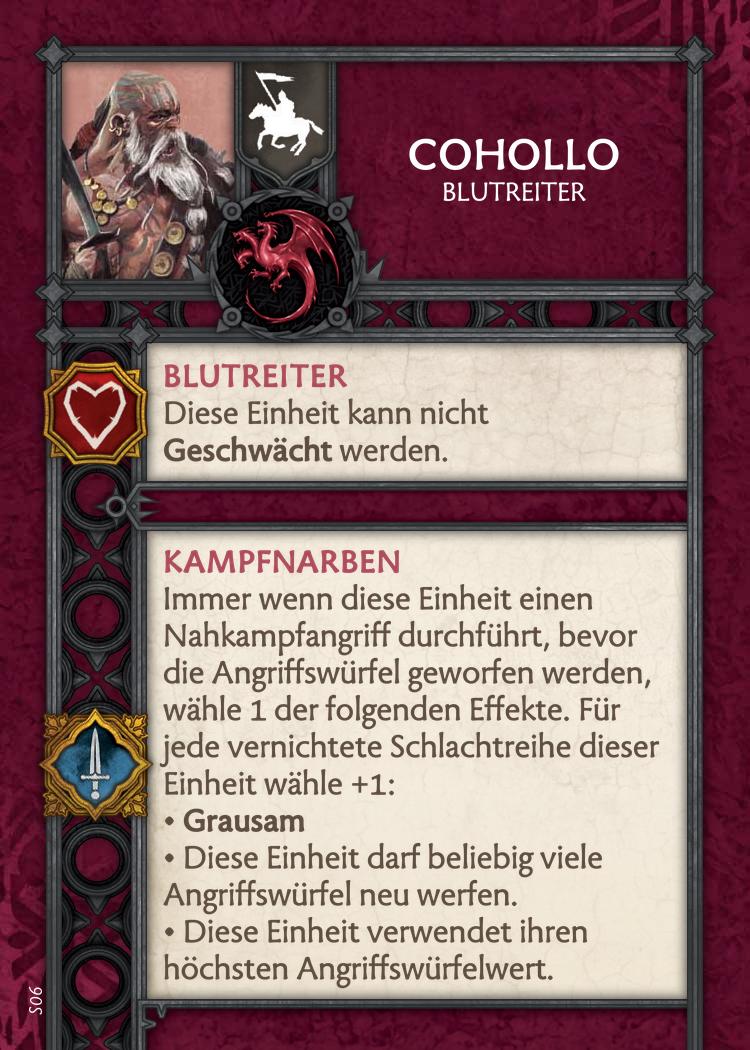 COHOLLO
BLUTREITER
BLUTREITER
Diese Einheit kann nicht
Geschwächt werden.
KAMPFNARBEN
Immer wenn diese Einheit einen
Nahkampfangriff durchführt, bevor
die Angriffswürfel geworfen werden,
wähle 1 der folgenden Effekte. Für
jede vernichtete Schlachtreihe dieser
Einheit wähle +1:
• Grausam
• Diese Einheit darf beliebig viele
Angriffswürfel neu werfen.
• Diese Einheit verwendet ihren
höchsten Angriffswürfelwert.
S06